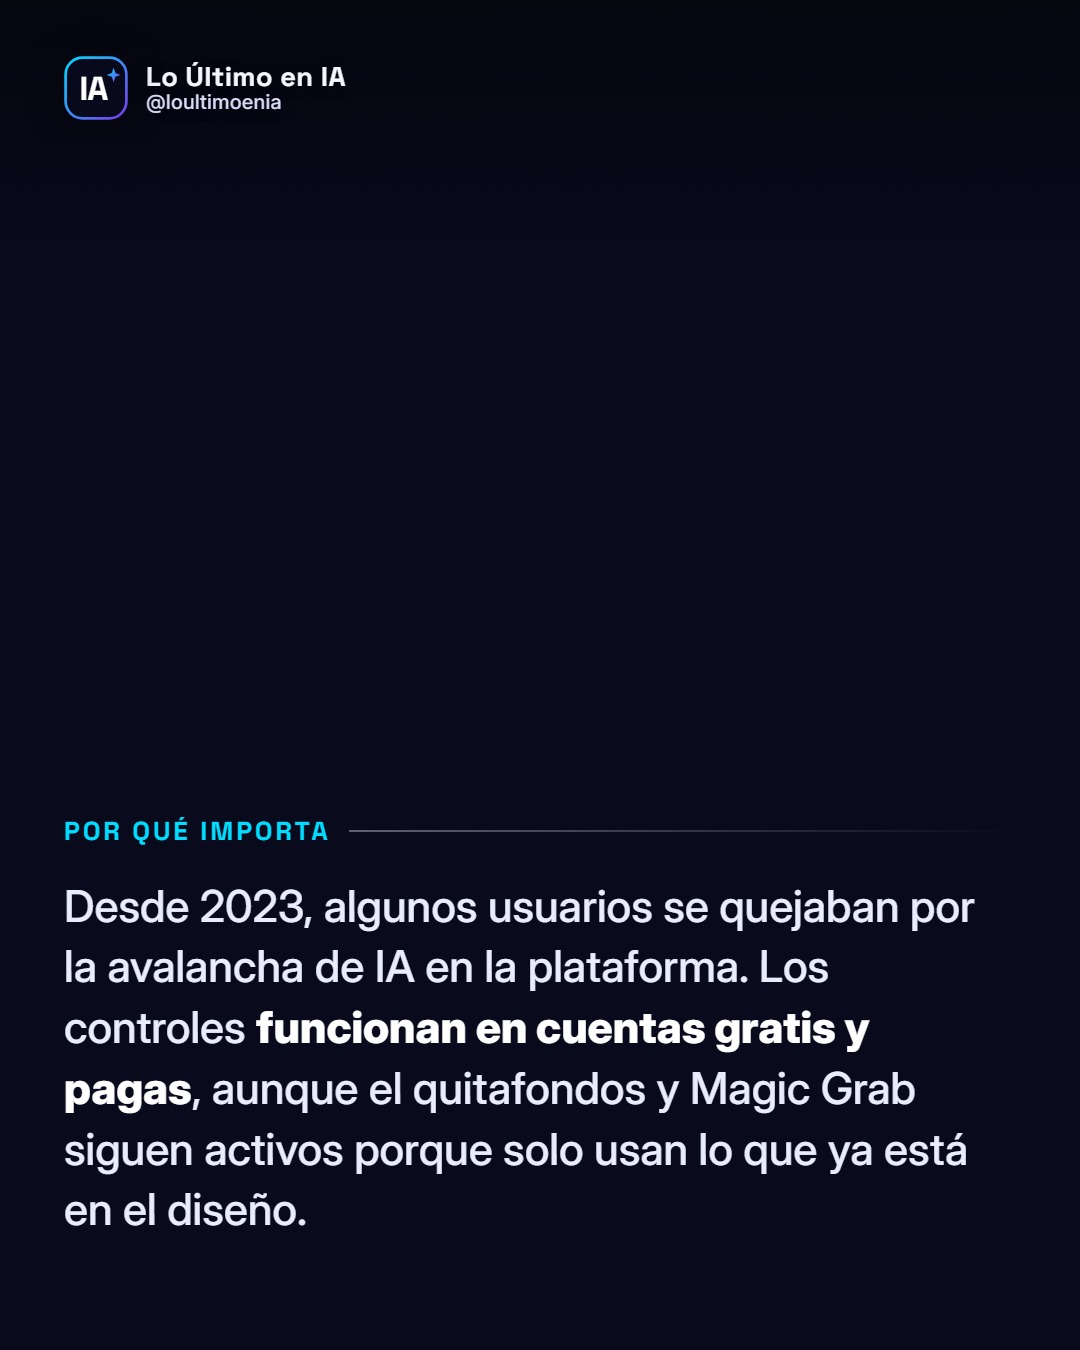 IA
Lo Último en IA
@loultimoenia
POR QUÉ IMPORTA
Desde 2023, algunos usuarios se quejaban por
la avalancha de IA en la plataforma. Los
controles funcionan en cuentas gratis y
pagas, aunque el quitafondos y Magic Grab
siguen activos porque solo usan lo que ya está
en el diseño.